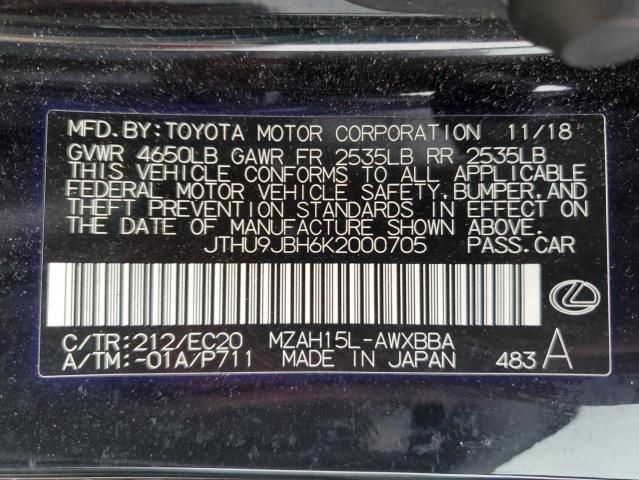 MFD.BY:TOYOTA MOTOR CORPORATION 11/18
GVWR 4650LB GAWR FR 2535LB RR 2535LB
THIS VEHICLE CONFORMS TO ALL APPLICABLE
FEDERAL MOTOR VEHICLE SAFETY,BUMPER,AND
THEFT PREVENTION STANDARDS IN EFFECT ON
THE DATE OF MANUFACTURE SHOWN ABOVE.
JTHU9JBH6K2000705 PASS.CAR
C/TR:212/EC20 MZAH15L-AWXBBA
A/TM:-01A/P711 MADE IN JAPAN 483 A